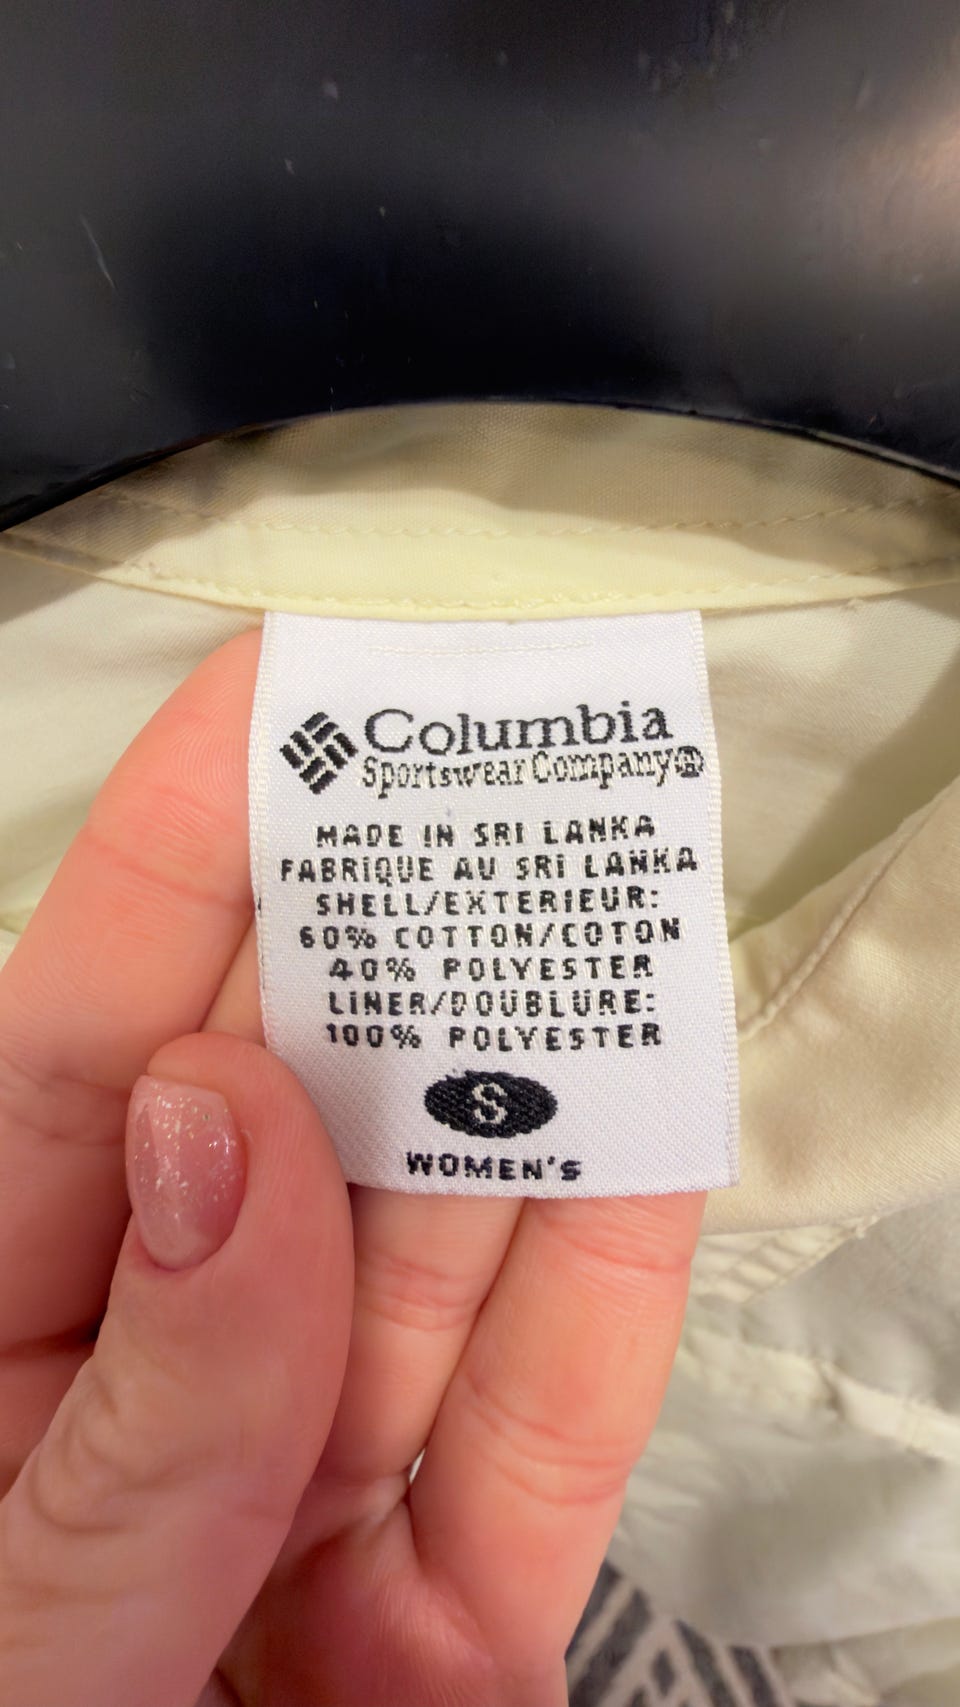 Columbia
Sportswear Company®
MADE IN SRI LANKA
FABRIQUE AU SRI LANKA
SHELL/EXTERIEUR:
60% COTTON/COTON
40% POLYESTER
LINER/DOUBLURE:
100% POLYESTER
S
WOMEN'S